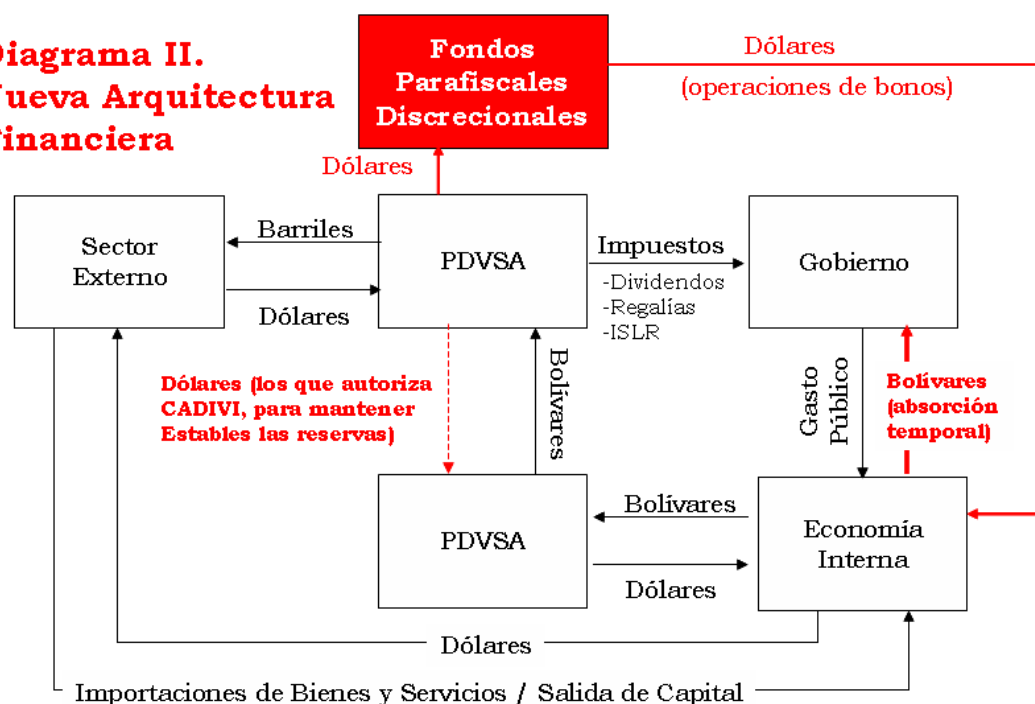 Diagrama II.
Nueva Arquitectura
Financiera
Fondos
Parafiscales
Discrecionales
Dólares
(operaciones de bonos)
Dólares
Sector
Externo
Barriles
Dólares
PDVSA
Impuestos
-Dividendos
-Regalías
-ISLR
Gobierno
Dólares (los que autoriza
CADIVI, para mantener
Estables las reservas)
Bolívares
Gasto
Público
Bolívares
(absorción
temporal)
PDVSA
Bolívares
Dólares
Economía
Interna
Dólares
Importaciones de Bienes y Servicios / Salida de Capital